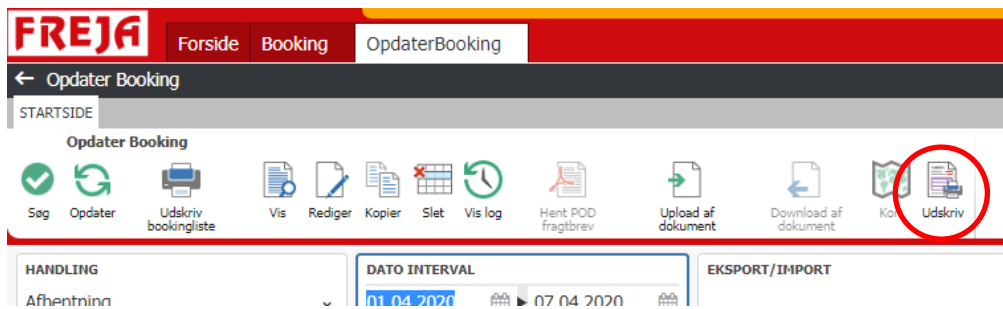 FREJA Forside Booking OpdaterBooking
← Opdater Booking
STARTSIDE
Opdater Booking
Søg Opdater Udskriv bookingliste Vis Rediger Kopier Slet Vis log Hent POD fragtbrev Upload af dokument Download af dokument Udskriv
HANDLING DATO INTERVAL EKSPORT/IMPORT
Afhentning 01.04.2020 ▶ 07.04.2020